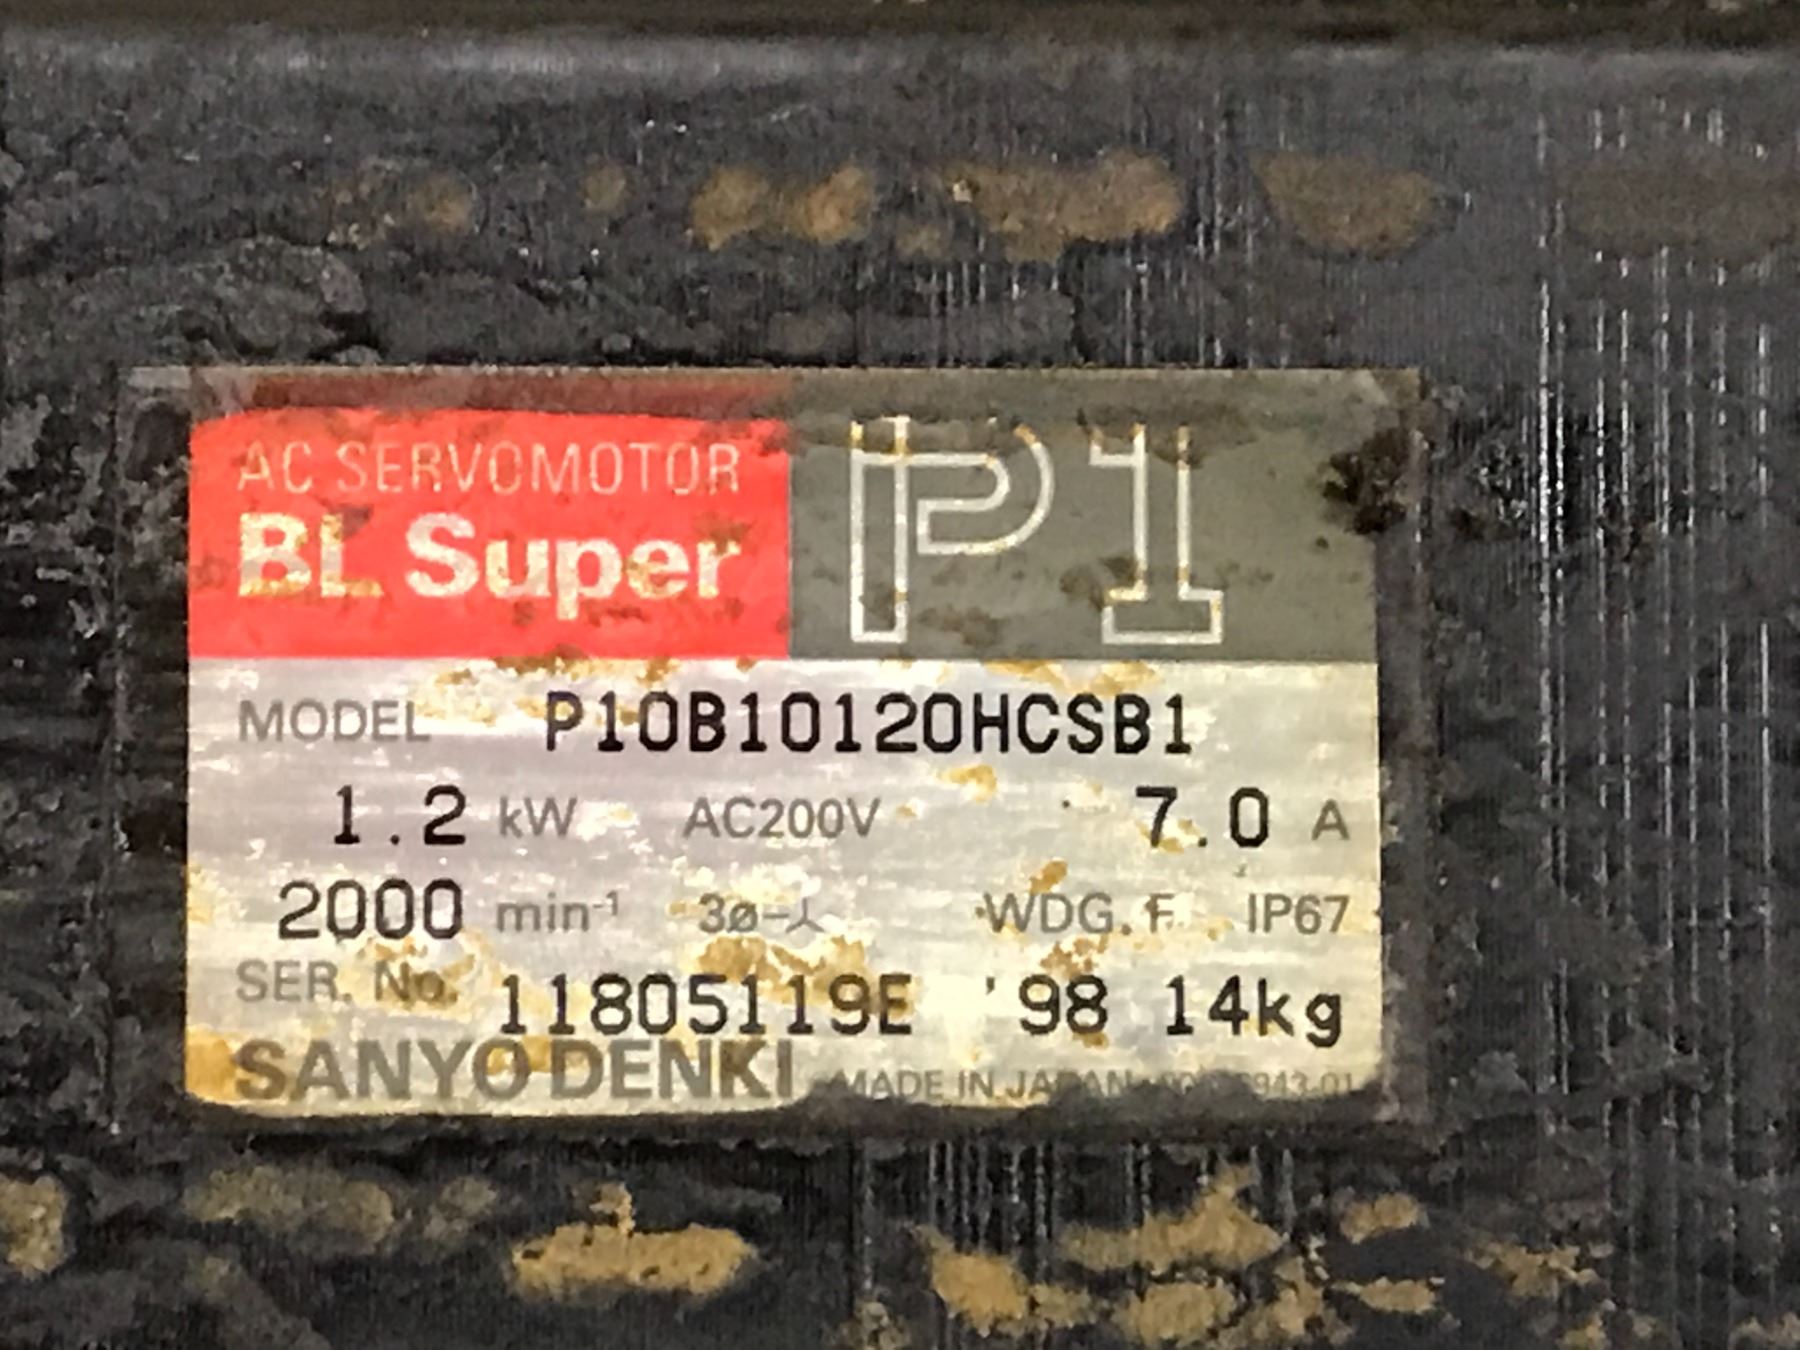 AC SERVOMOTOR
BL Super
P1
MODEL P10B10120HCSB1
1.2 kW AC200V 7.0 A
2000 min⁻¹ 3ø-⅄ WDG. F IP67
SER. No. 11805119E '98 14kg
SANYO DENKI MADE IN JAPAN